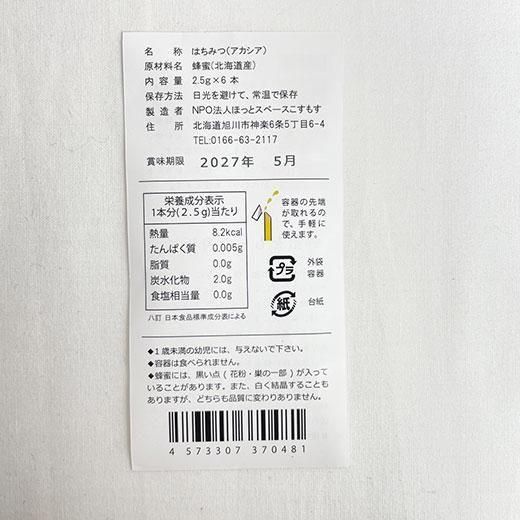 名　称　はちみつ(アカシア)
原材料名　蜂蜜(北海道産)
内 容 量　2.5g×6本
保存方法　日光を避けて、常温で保存
製 造 者　NPO法人ほっとスペースこすもす
住　所　北海道旭川市神楽6条5丁目6-4
TEL:0166-63-2117
賞味期限　2027年　5月
栄養成分表示
1本分(2.5g)当たり
熱量　8.2kcal
たんぱく質　0.005g
脂質　0.0g
炭水化物　2.0g
食塩相当量　0.0g
八訂 日本食品標準成分表による
容器の先端
が取れるの
で、手軽に
使えます。
プラ
外袋
容器
紙
台紙
◆1歳未満の幼児には、与えないで下さい。
◆容器は食べられません。
◆蜂蜜には、黒い点(花粉・巣の一部)が入って
いることがあります。また、白く結晶することも
ありますが、どちらも品質に変わりありません。
4 573307 370481